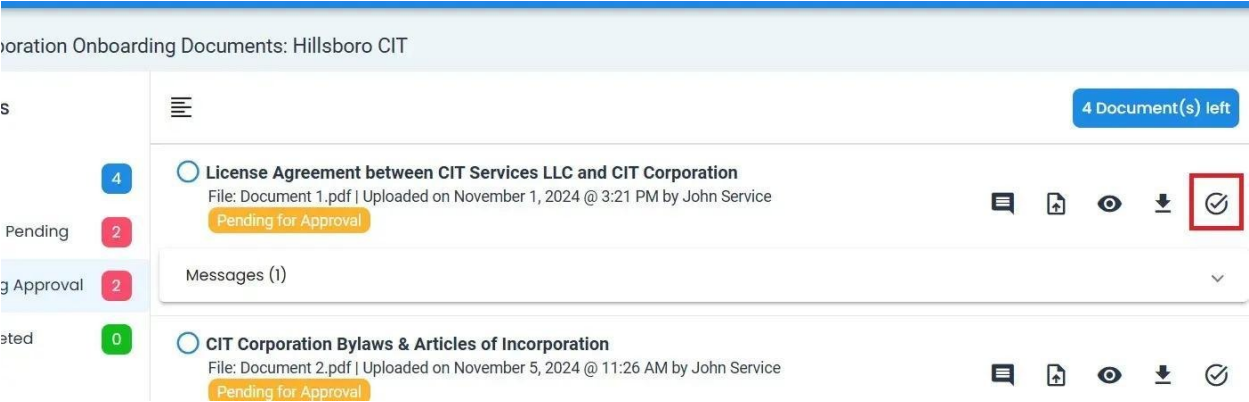 poration Onboarding Documents: Hillsboro CIT
s
4 Document(s) left
4
License Agreement between CIT Services LLC and CIT Corporation
File: Document 1.pdf | Uploaded on November 1, 2024 @ 3:21 PM by John Service
Pending for Approval
Pending 2
Messages (1)
g Approval 2
eted 0
CIT Corporation Bylaws & Articles of Incorporation
File: Document 2.pdf | Uploaded on November 5, 2024 @ 11:26 AM by John Service
Pending for Approval